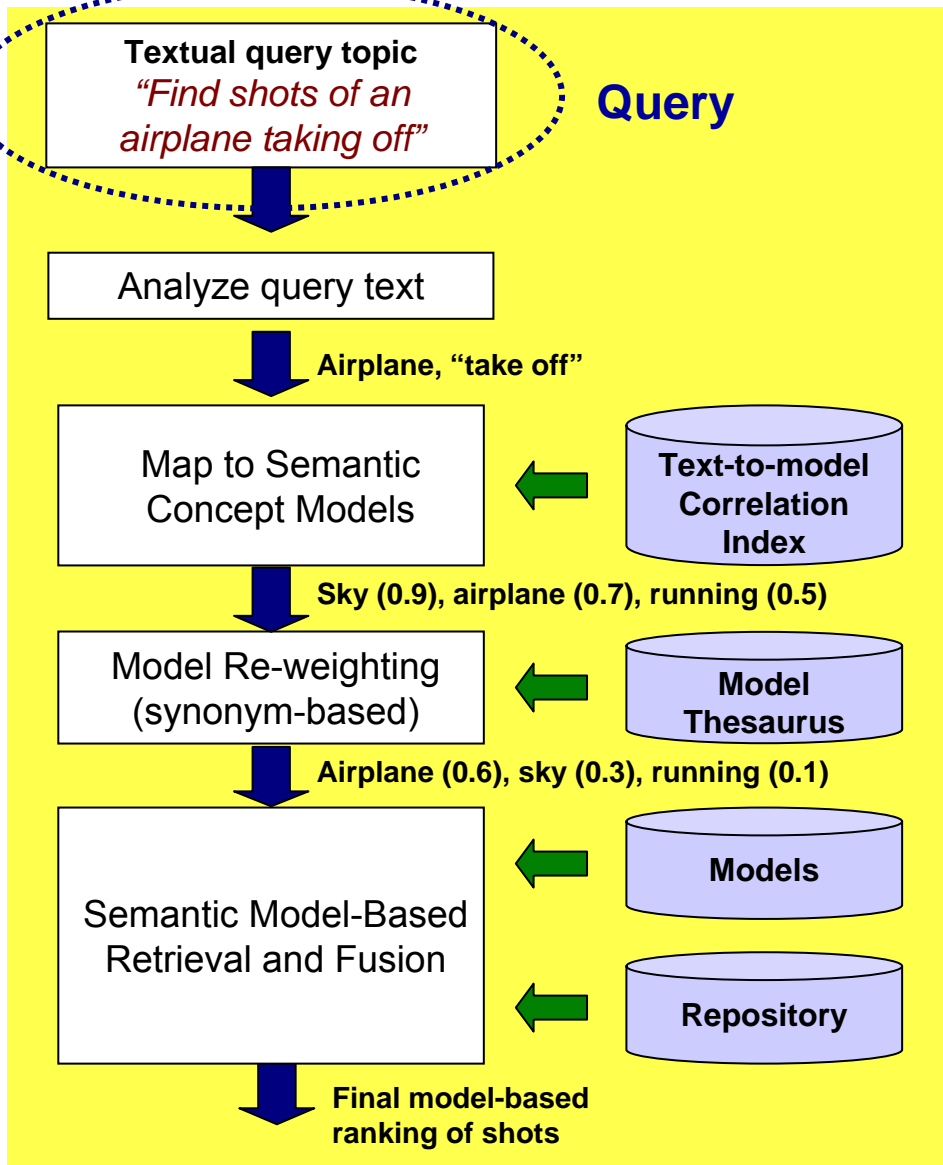 Textual query topic
“Find shots of an
airplane taking off”
Query
Analyze query text
Airplane, “take off”
Map to Semantic
Concept Models
Text-to-model
Correlation
Index
Sky (0.9), airplane (0.7), running (0.5)
Model Re-weighting
(synonym-based)
Model
Thesaurus
Airplane (0.6), sky (0.3), running (0.1)
Semantic Model-Based
Retrieval and Fusion
Models
Repository
Final model-based
ranking of shots